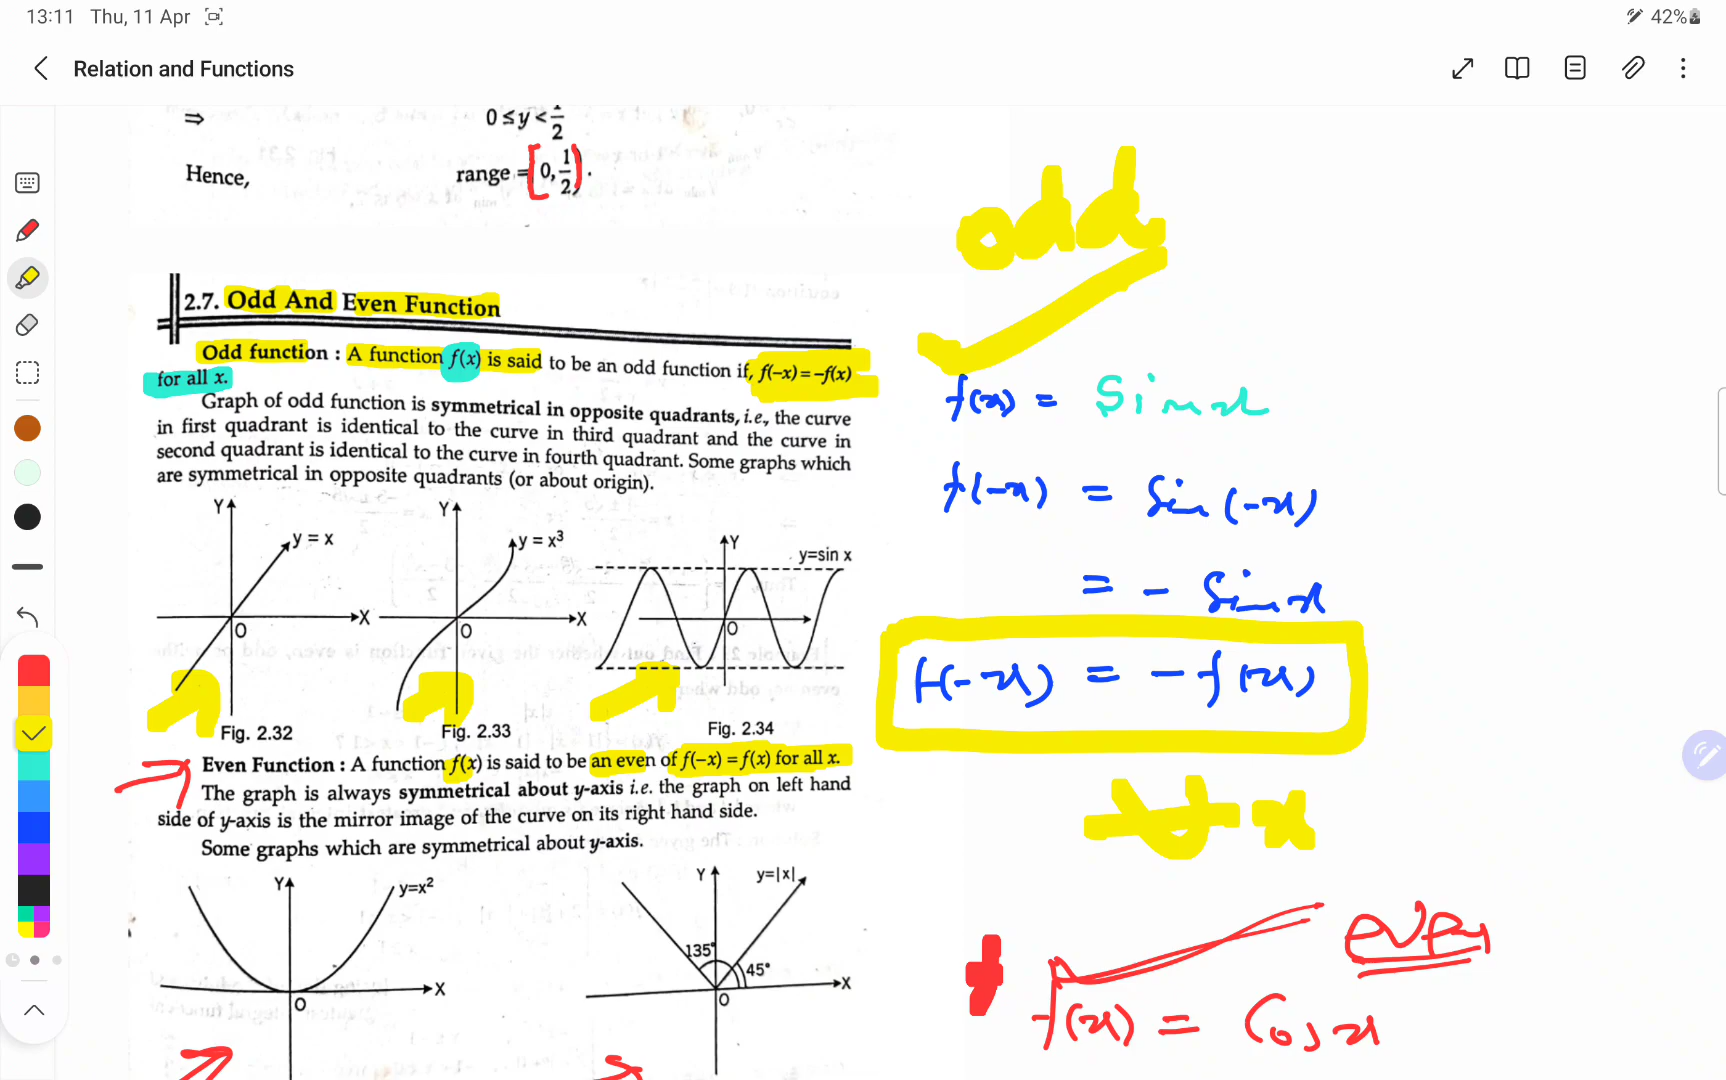 13:11 Thu, 11 Apr
42%
Relation and Functions
⇒ 0≤y<1/2
Hence, range = [0, 1/2).
2.7. Odd And Even Function
Odd function : A function f(x) is said to be an odd function if, f(−x)=−f(x)
for all x.
Graph of odd function is symmetrical in opposite quadrants, i.e., the curve
in first quadrant is identical to the curve in third quadrant and the curve in
second quadrant is identical to the curve in fourth quadrant. Some graphs which
are symmetrical in opposite quadrants (or about origin).
Y
y = x
X
O
Fig. 2.32
Y
y = x³
X
O
Fig. 2.33
Y
y=sin x
O
Fig. 2.34
Even Function : A function f(x) is said to be an even of f(−x) = f(x) for all x.
The graph is always symmetrical about y-axis i.e. the graph on left hand
side of y-axis is the mirror image of the curve on its right hand side.
Some graphs which are symmetrical about y-axis.
Y
y=x²
X
O
Y
y=|x|
135°
45°
X
O
odd
f(x) = Sin x
f(−x) = Sin (−x)
= − Sin x
f(−x) = − f(x)
∀ x
even
f(x) = Cos x